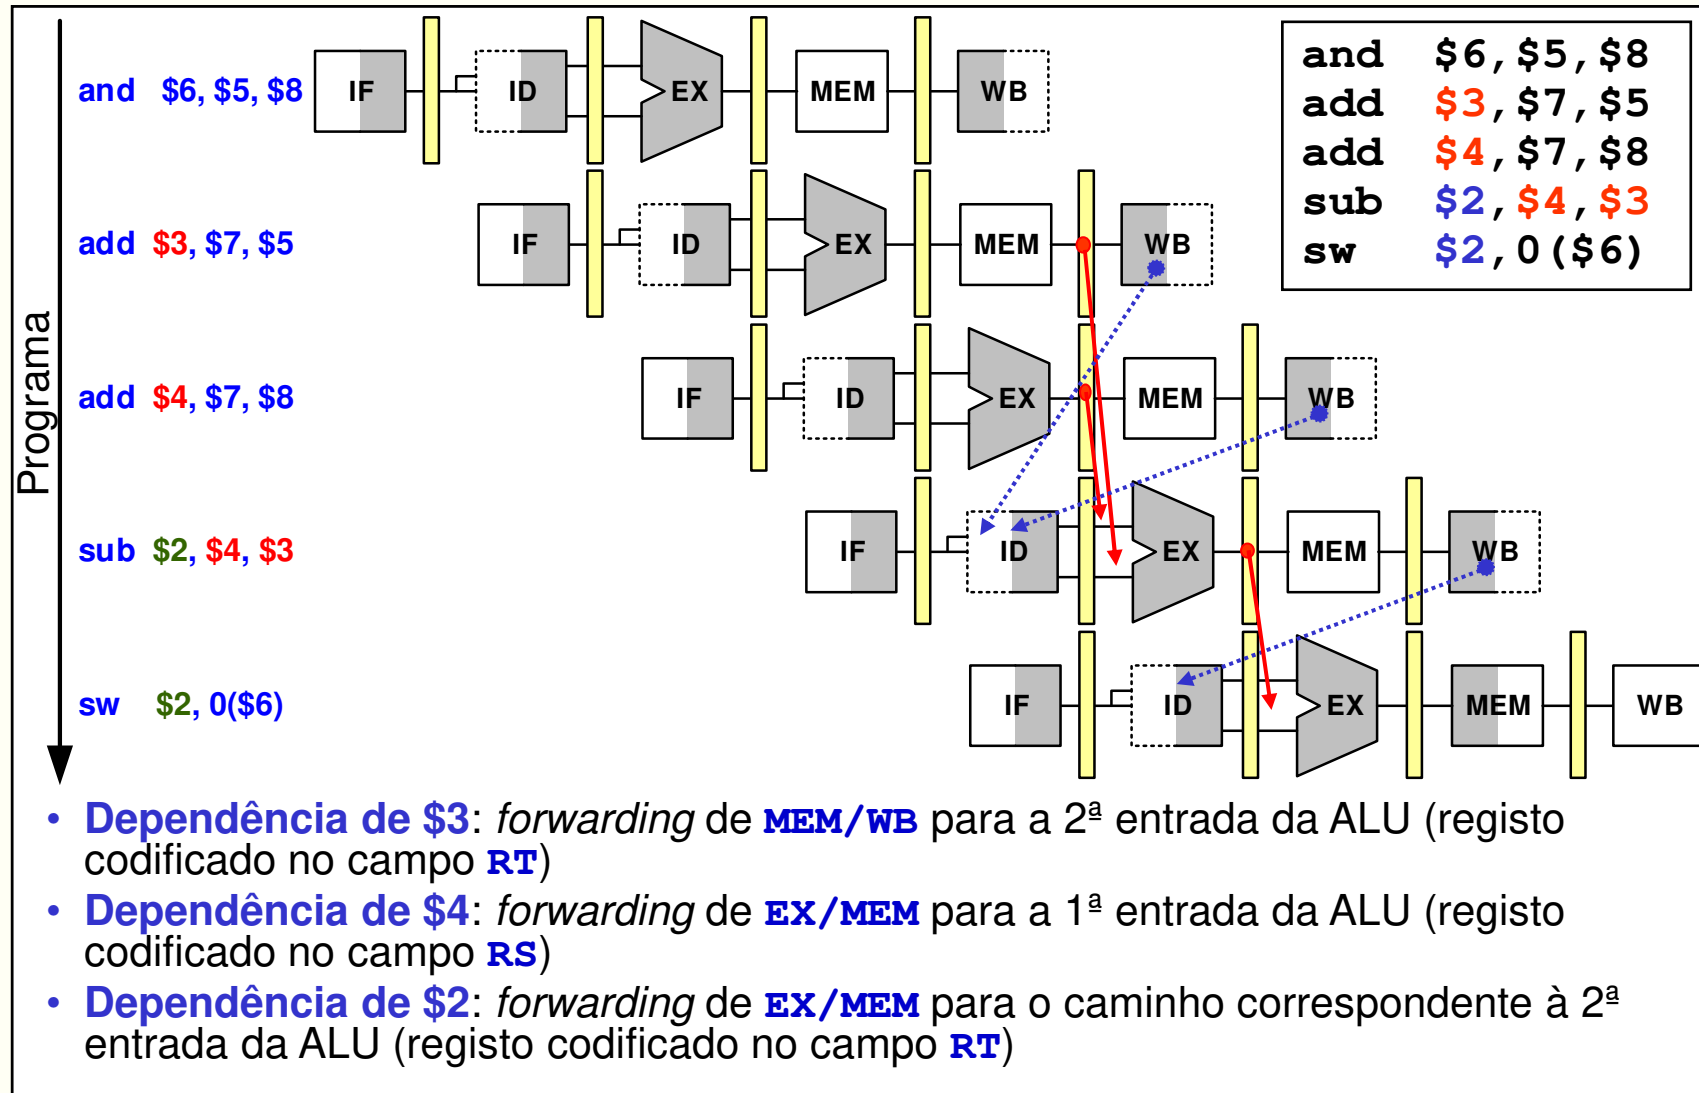 and $6, $5, $8 IF ID EX MEM WB
add $3, $7, $5 IF ID EX MEM WB
add $4, $7, $8 IF ID EX MEM WB
sub $2, $4, $3 IF ID EX MEM WB
sw $2, 0($6) IF ID EX MEM WB
Programa
and $6,$5,$8
add $3,$7,$5
add $4,$7,$8
sub $2,$4,$3
sw $2,0($6)
• Dependência de $3: forwarding de MEM/WB para a 2ª entrada da ALU (registo
codificado no campo RT)
• Dependência de $4: forwarding de EX/MEM para a 1ª entrada da ALU (registo
codificado no campo RS)
• Dependência de $2: forwarding de EX/MEM para o caminho correspondente à 2ª
entrada da ALU (registo codificado no campo RT)